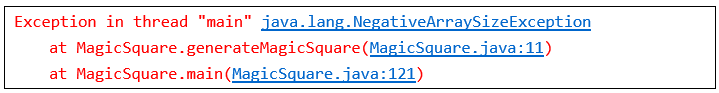 Exception in thread "main" java.lang.NegativeArraySizeException
at MagicSquare.generateMagicSquare(MagicSquare.java:11)
at MagicSquare.main(MagicSquare.java:121)